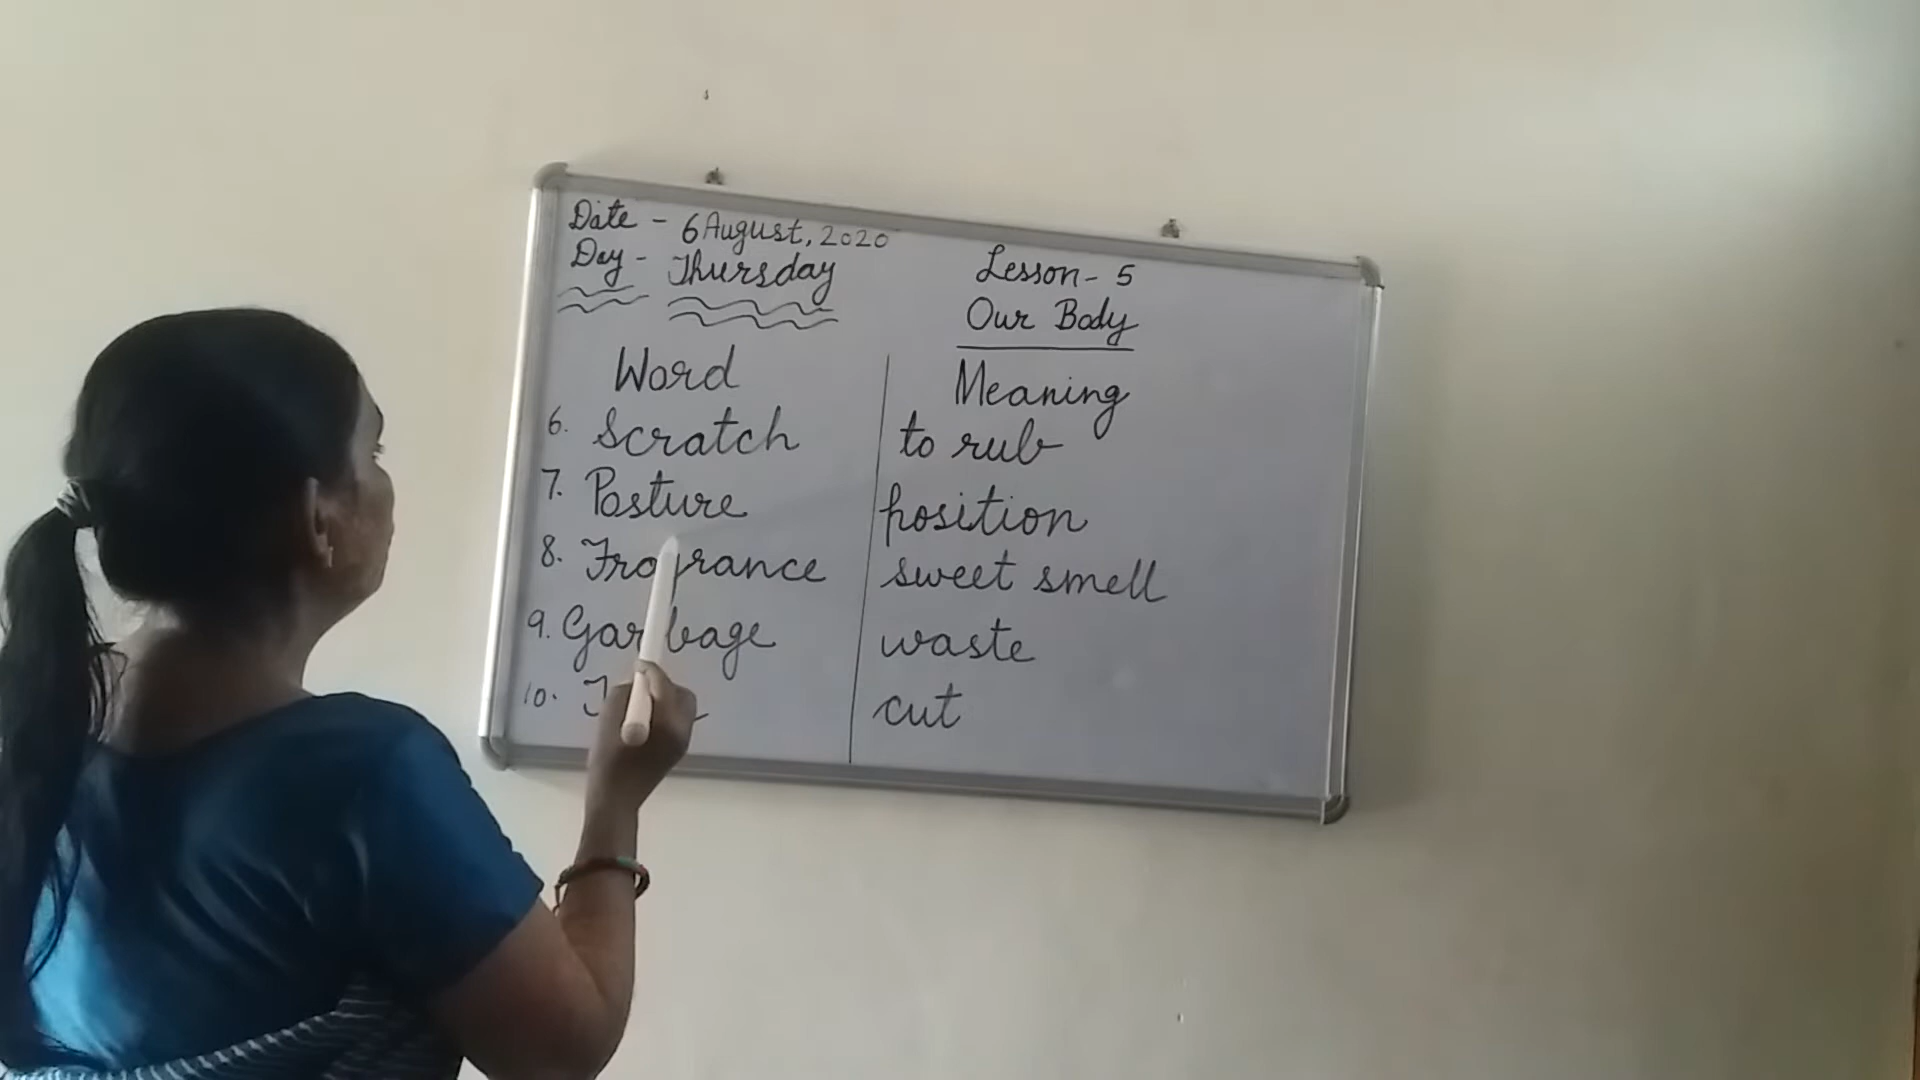 Date - 6 August, 2020
Day - Thursday
Lesson - 5
Our Body
Word Meaning
6. Scratch to rub
7. Posture position
8. Fragrance sweet smell
9. Garbage waste
10. cut